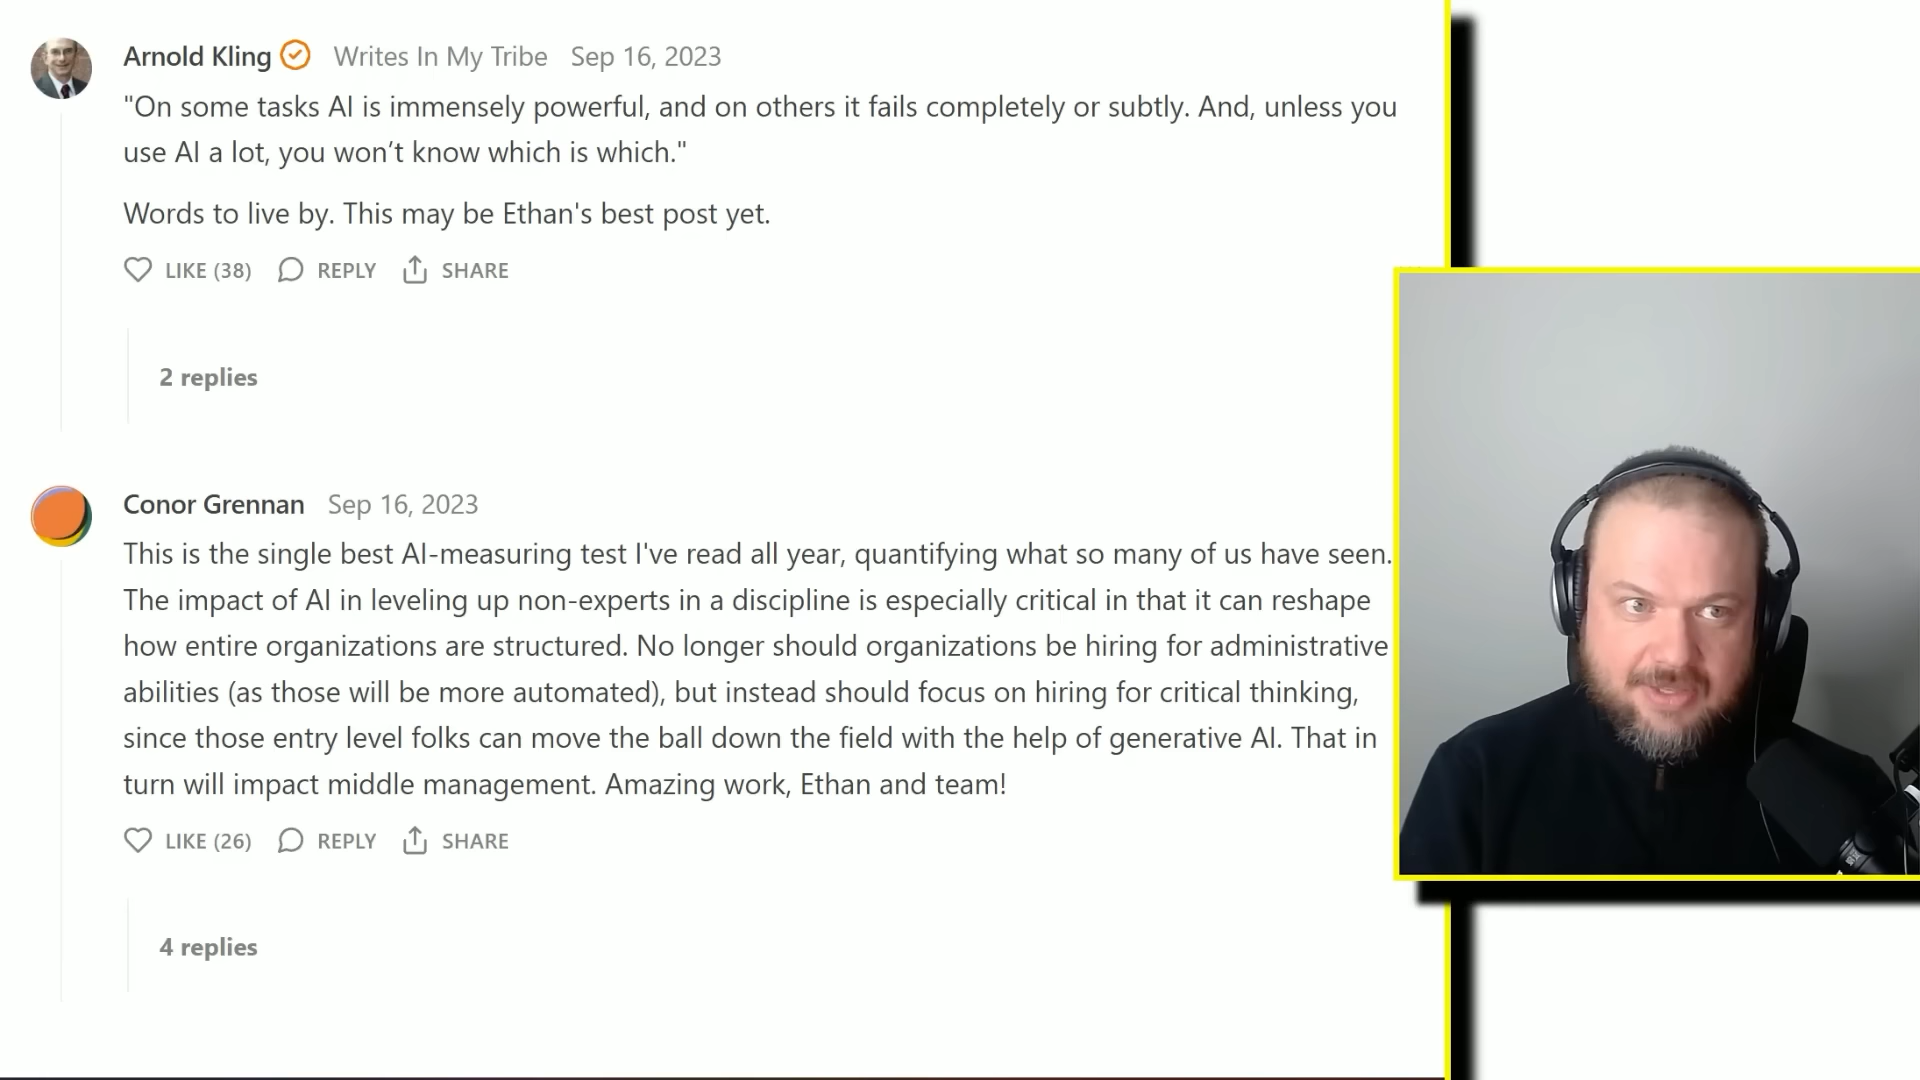 Arnold Kling Writes In My Tribe Sep 16, 2023
"On some tasks AI is immensely powerful, and on others it fails completely or subtly. And, unless you
use AI a lot, you won’t know which is which."
Words to live by. This may be Ethan's best post yet.
LIKE (38) REPLY SHARE
2 replies
Conor Grennan Sep 16, 2023
This is the single best AI-measuring test I've read all year, quantifying what so many of us have seen.
The impact of AI in leveling up non-experts in a discipline is especially critical in that it can reshape
how entire organizations are structured. No longer should organizations be hiring for administrative
abilities (as those will be more automated), but instead should focus on hiring for critical thinking,
since those entry level folks can move the ball down the field with the help of generative AI. That in
turn will impact middle management. Amazing work, Ethan and team!
LIKE (26) REPLY SHARE
4 replies